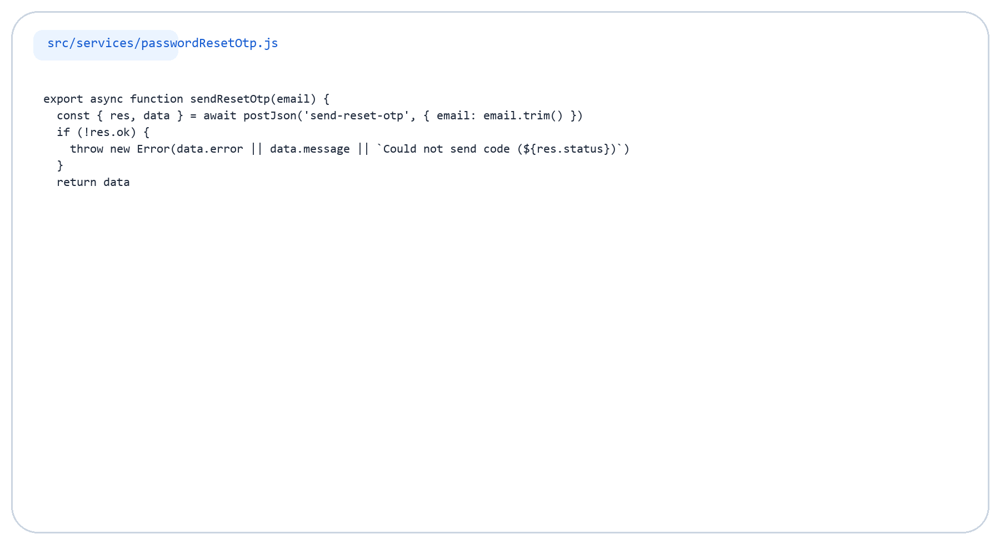 src/services/passwordResetOtp.js
export async function sendResetOtp(email) {
  const { res, data } = await postJson('send-reset-otp', { email: email.trim() })
  if (!res.ok) {
    throw new Error(data.error || data.message || `Could not send code (${res.status})`)
  }
  return data